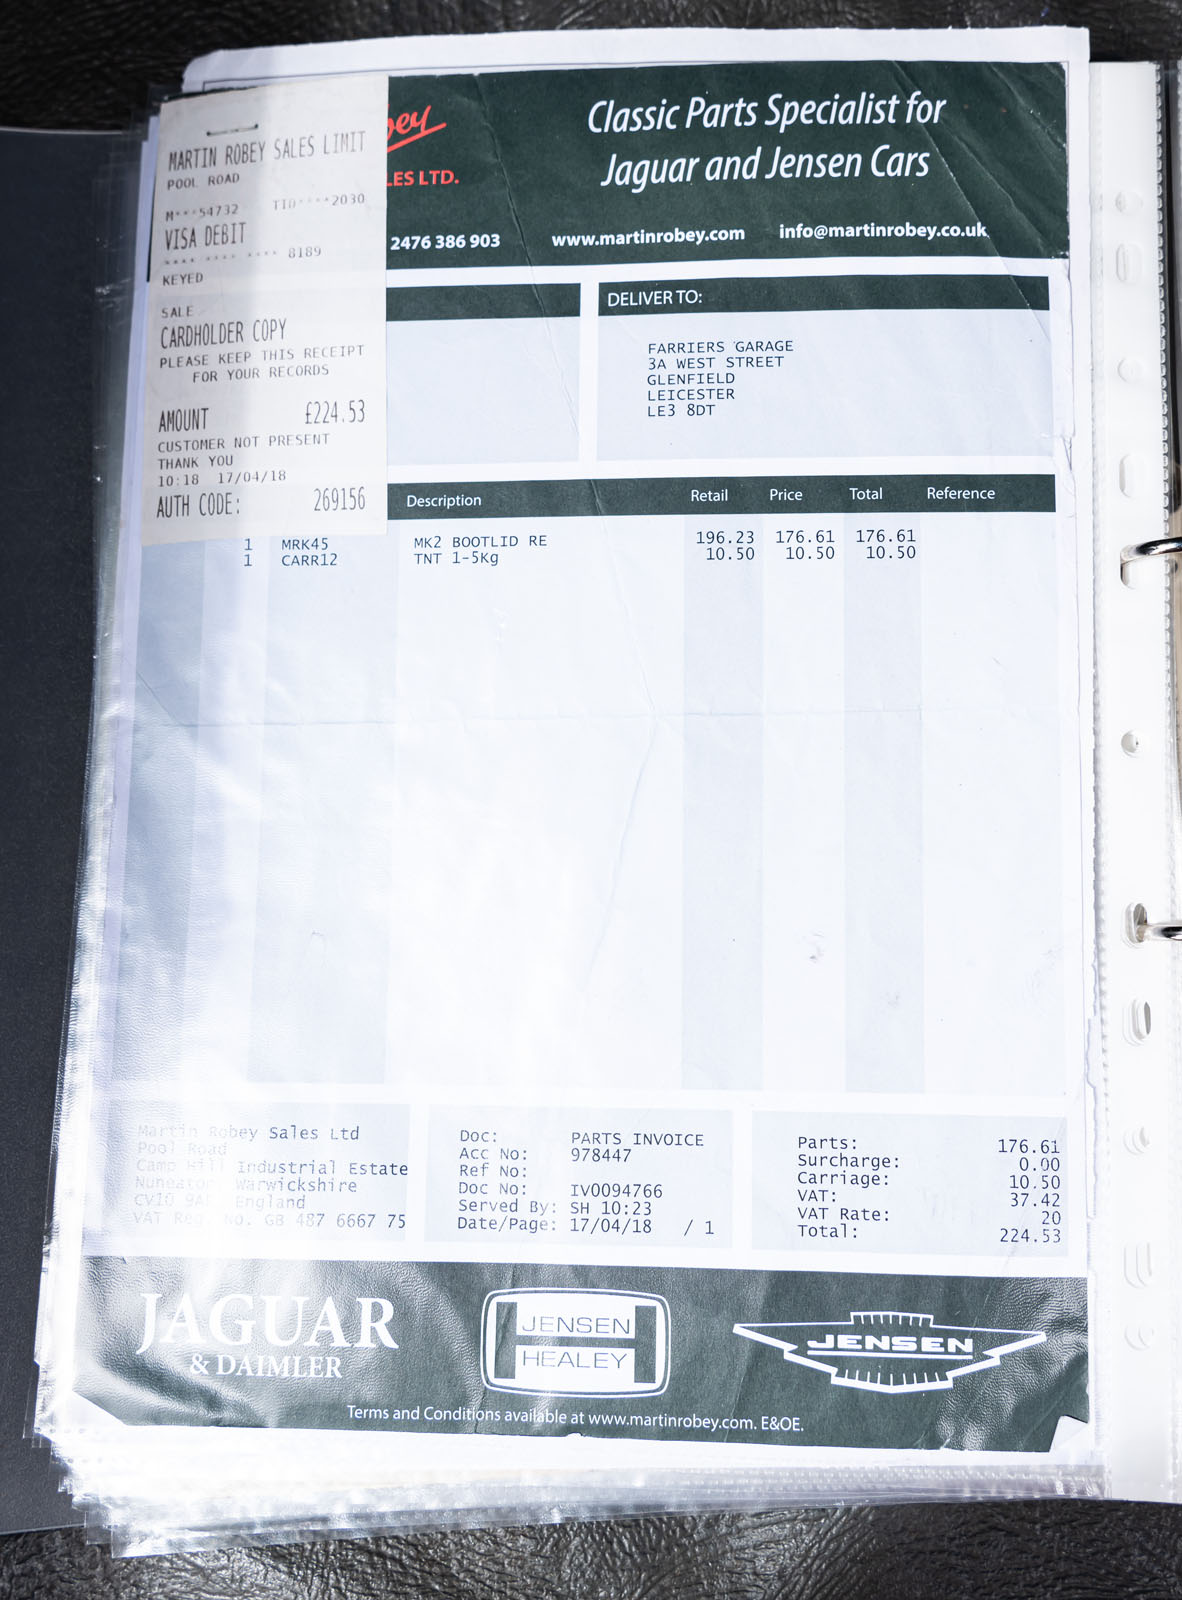 MARTIN ROBEY SALES LIMIT
POOL ROAD
M***54732 TID****2030
VISA DEBIT
**** **** **** 8189
KEYED
SALE
CARDHOLDER COPY
PLEASE KEEP THIS RECEIPT
FOR YOUR RECORDS
AMOUNT £224.53
CUSTOMER NOT PRESENT
THANK YOU
10:18 17/04/18
AUTH CODE: 269156
bey
LES LTD.
Classic Parts Specialist for
Jaguar and Jensen Cars
2476 386 903 www.martinrobey.com info@martinrobey.co.uk
DELIVER TO:
FARRIERS GARAGE
3A WEST STREET
GLENFIELD
LEICESTER
LE3 8DT
Description Retail Price Total Reference
1 MRK45 MK2 BOOTLID RE 196.23 176.61 176.61
1 CARR12 TNT 1-5Kg 10.50 10.50 10.50
Martin Robey Sales Ltd
Pool Road
Camp Hill Industrial Estate
Nuneaton Warwickshire
CV10 England
VAT Reg. No. GB 487 6667 75
Doc: PARTS INVOICE
Acc No: 978447
Ref No:
Doc No: IV0094766
Served By: SH 10:23
Date/Page: 17/04/18 / 1
Parts: 176.61
Surcharge: 0.00
Carriage: 10.50
VAT: 37.42
VAT Rate: 20
Total: 224.53
JAGUAR
& DAIMLER
JENSEN
HEALEY
JENSEN
Terms and Conditions available at www.martinrobey.com. E&OE.